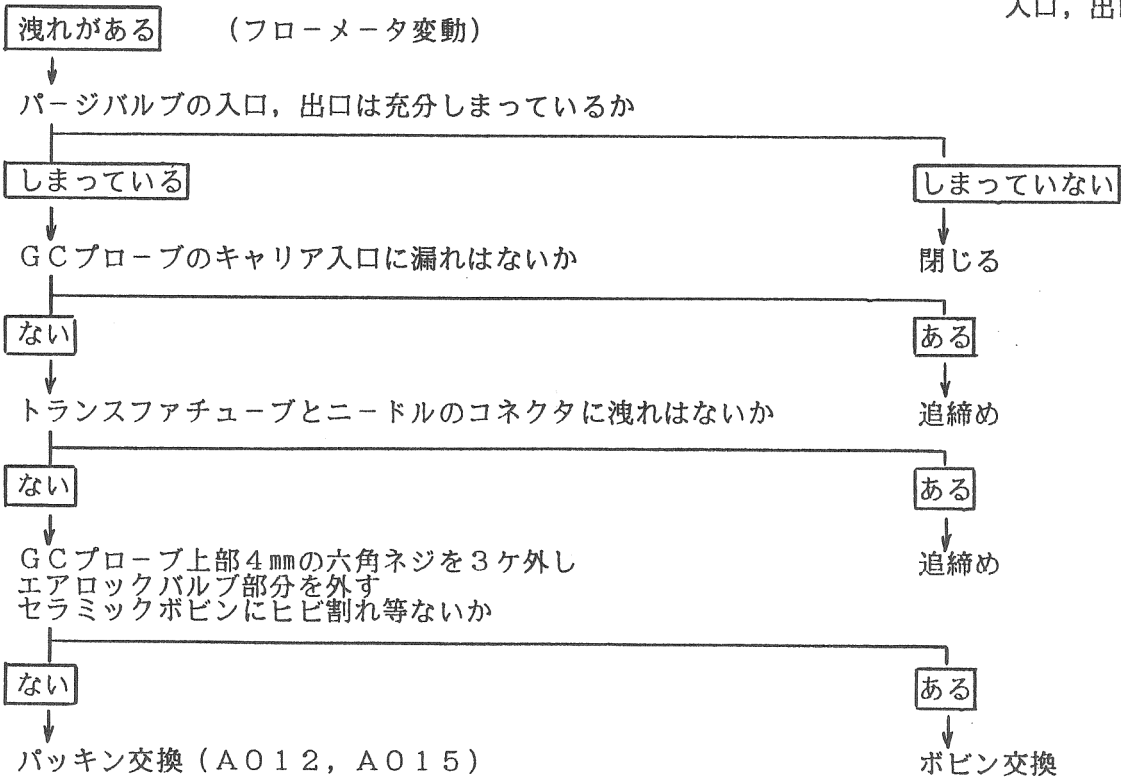 入口，出
洩れがある （フローメータ変動）
パージバルブの入口，出口は充分しまっているか
しまっている しまっていない
ＧＣプローブのキャリア入口に漏れはないか 閉じる
ない ある
トランスファチューブとニードルのコネクタに洩れはないか 追締め
ない ある
ＧＣプローブ上部４㎜の六角ネジを３ケ外し 追締め
エアロックバルブ部分を外す
セラミックボビンにヒビ割れ等ないか
ない ある
パッキン交換（ＡＯ１２，ＡＯ１５） ボビン交換